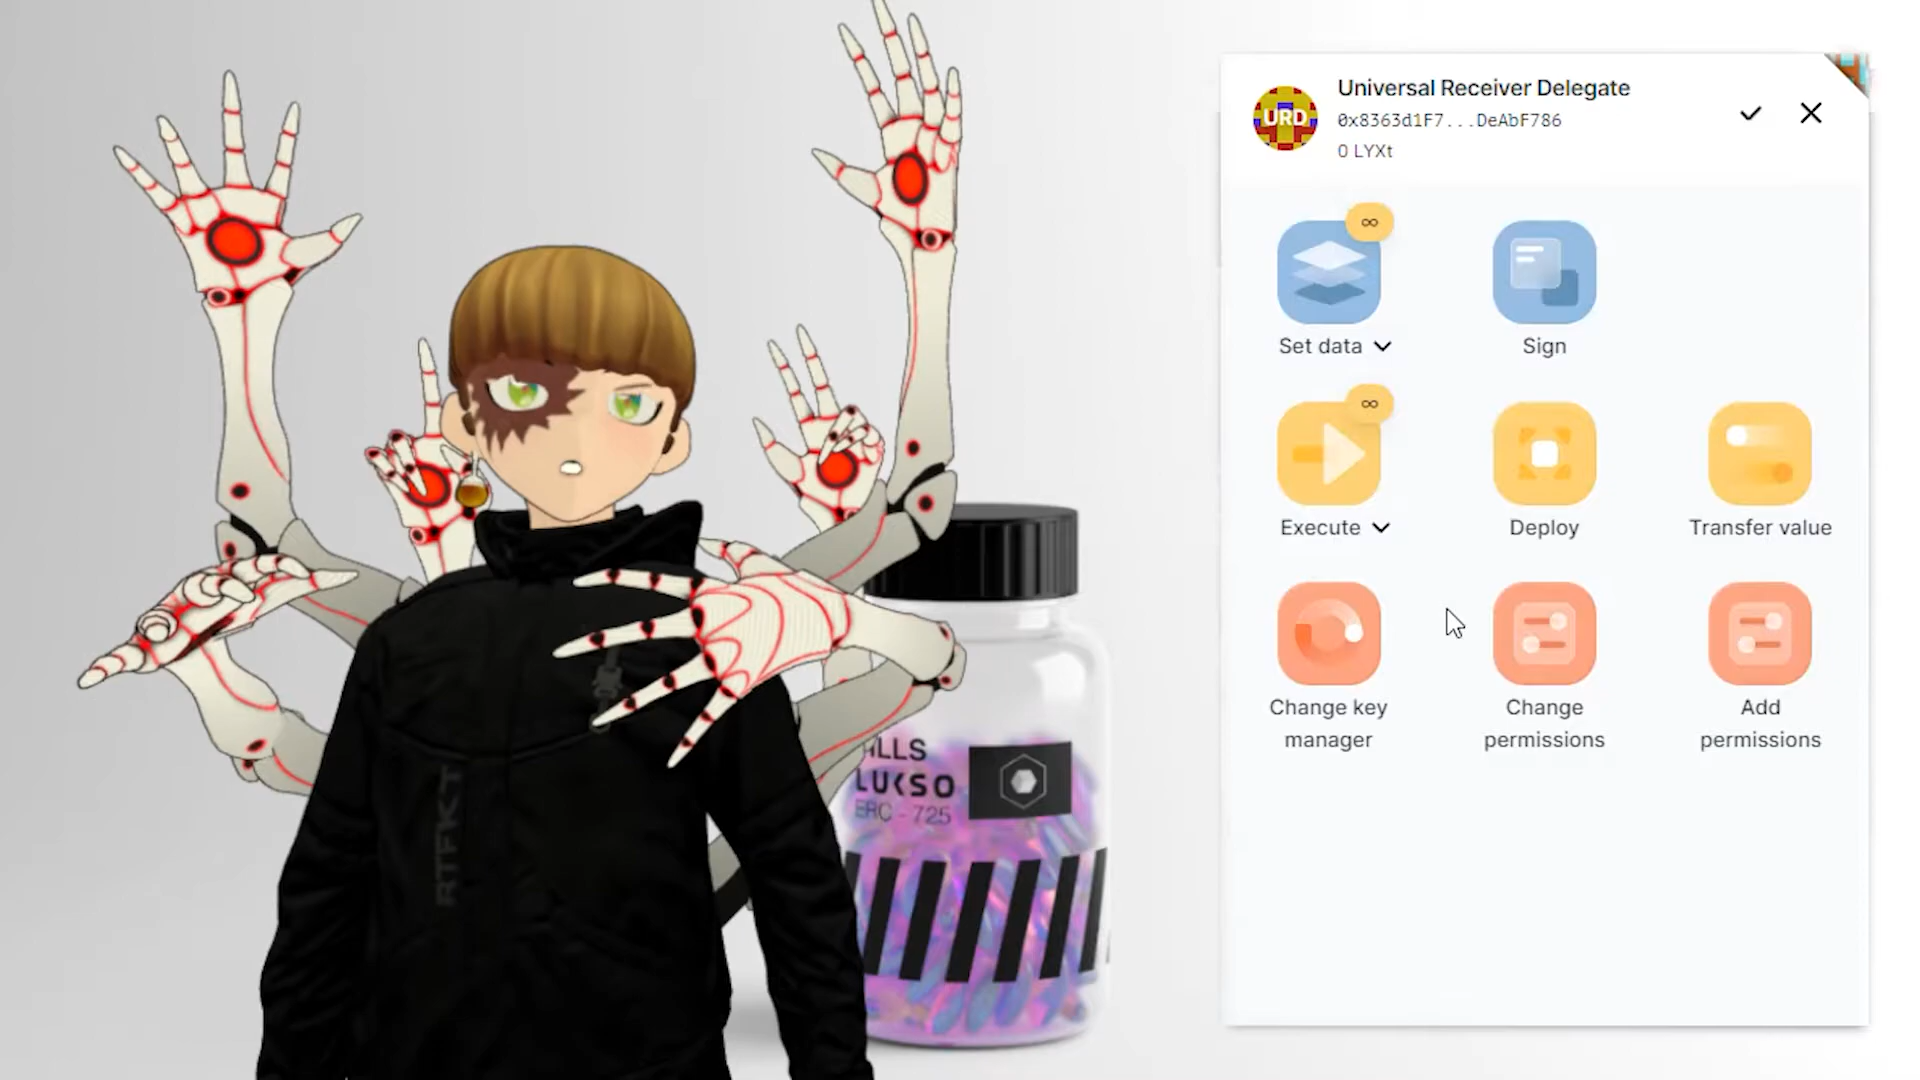 Universal Receiver Delegate
URD
0x8363d1F7...DeAbF786
0 LYXt
∞
Set data
Sign
∞
Execute
Deploy
Transfer value
Change key
manager
Change
permissions
Add
permissions
LUKSO
ERC - 725
RTFKT